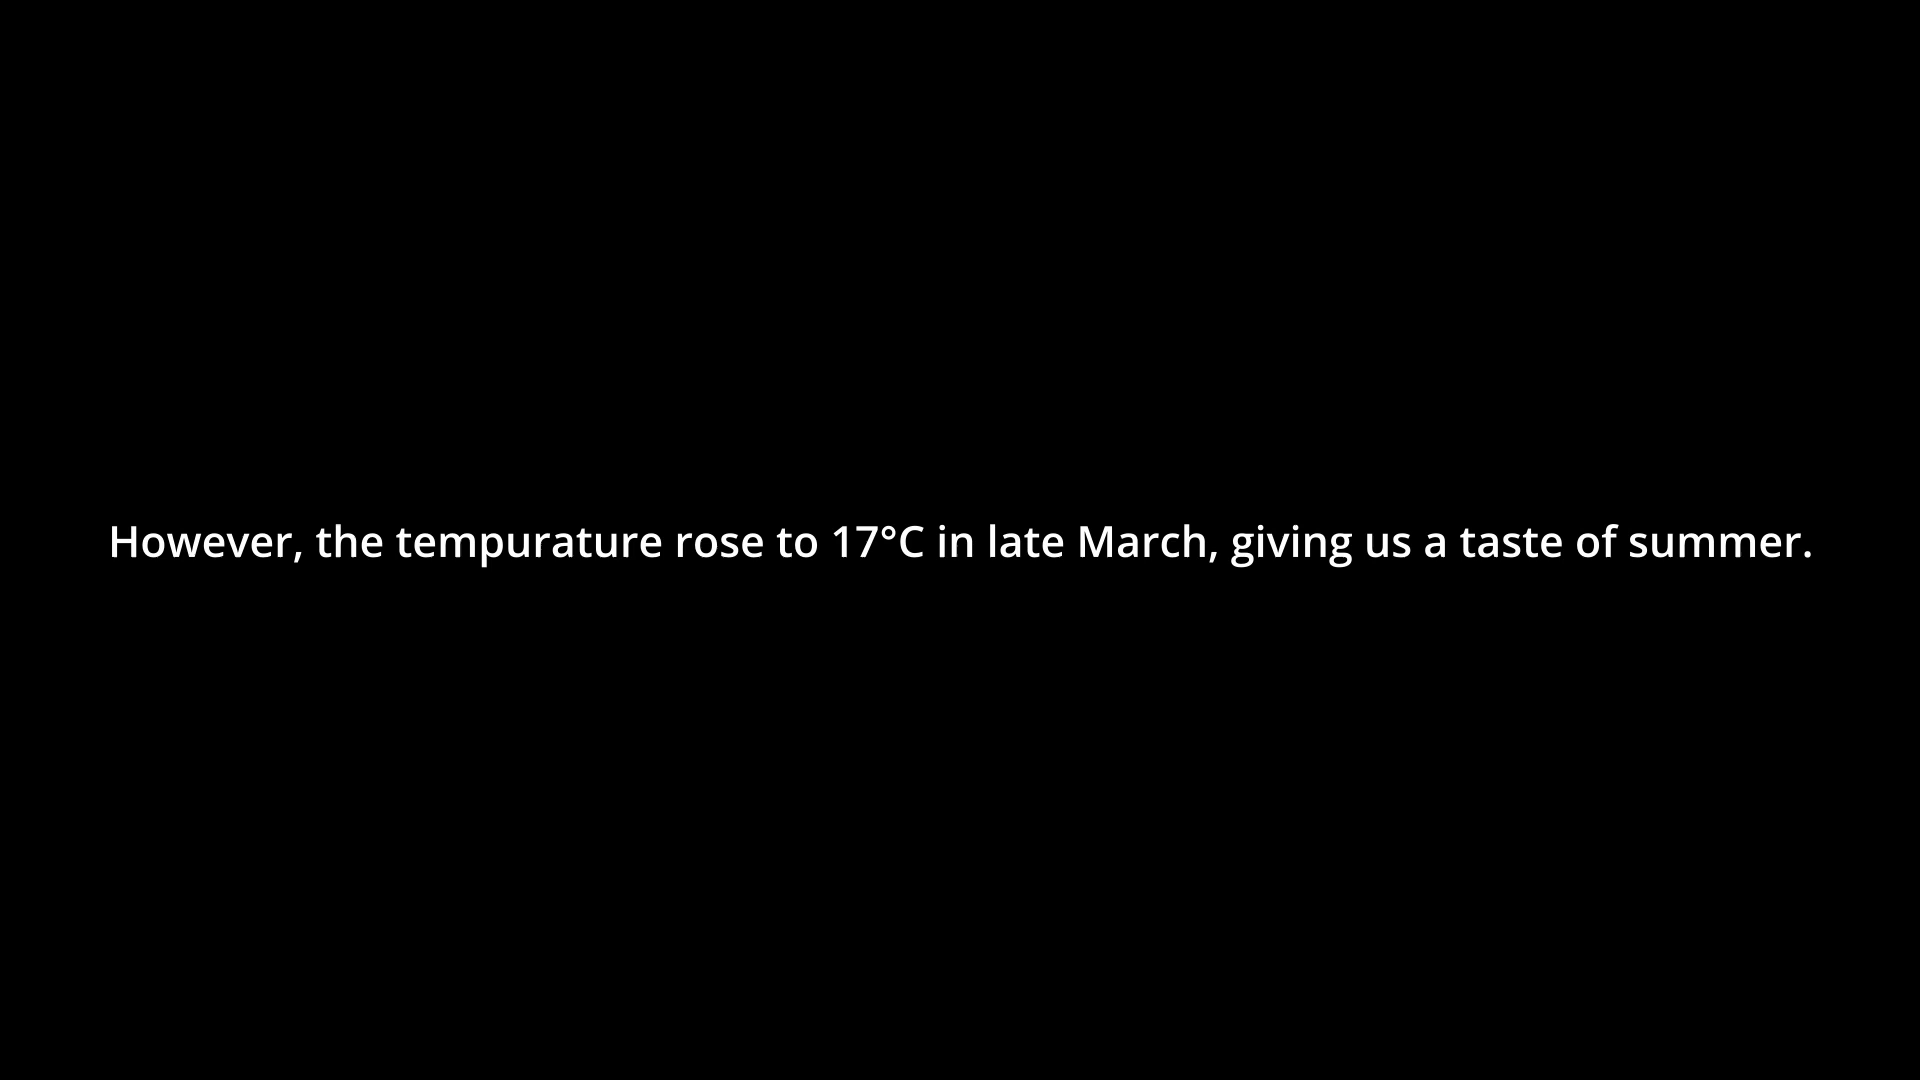 However, the tempurature rose to 17°C in late March, giving us a taste of summer.